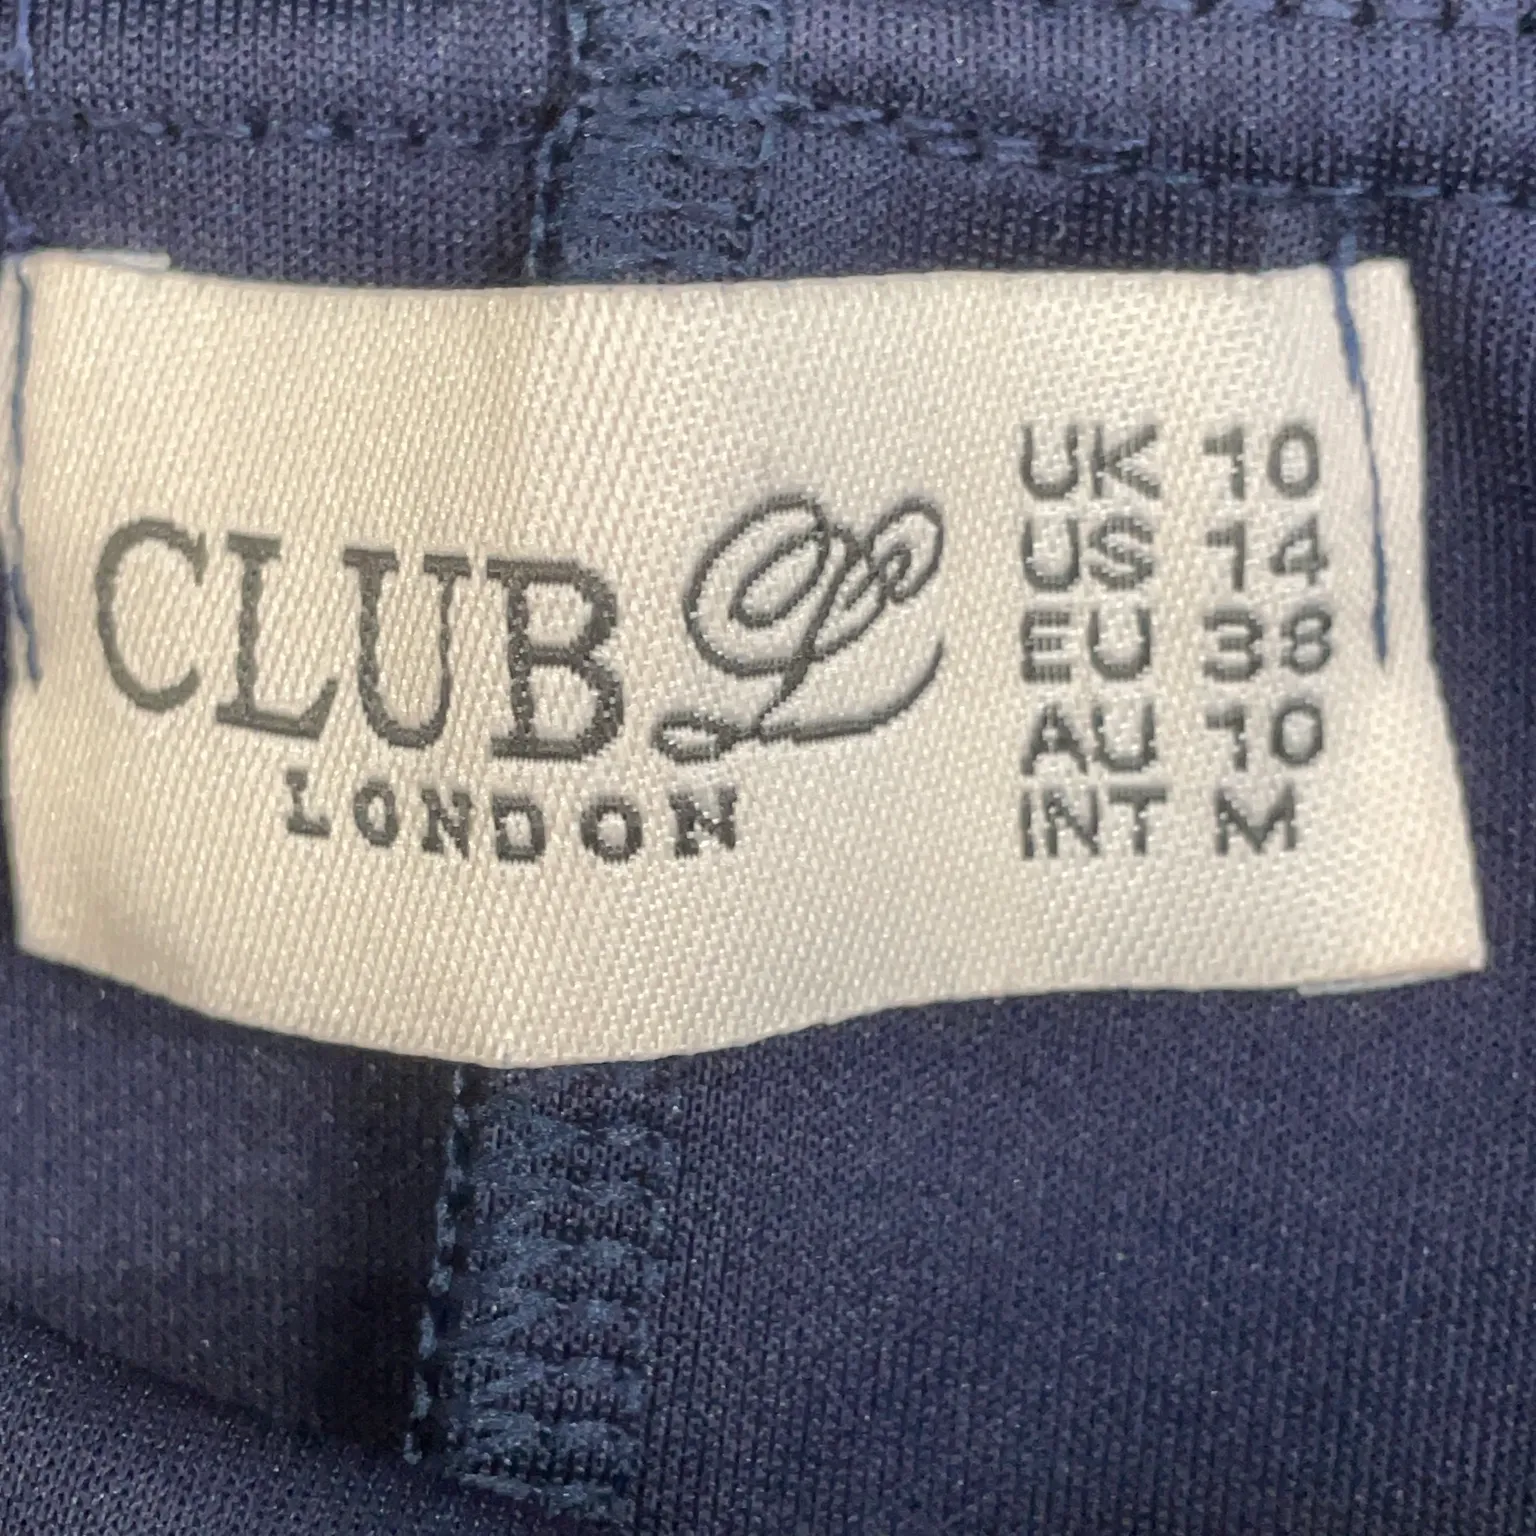 CLUB L
LONDON
UK 10
US 14
EU 38
AU 10
INT M